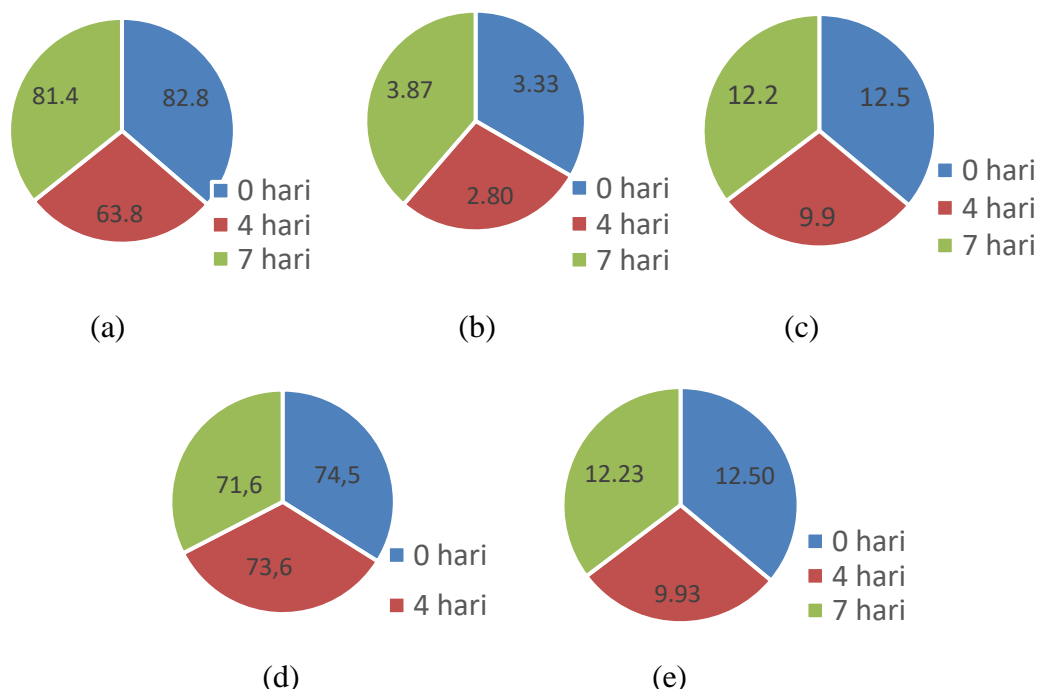 81.4
82.8
63.8
0 hari
4 hari
7 hari
(a)
3.87
3.33
2.80
0 hari
4 hari
7 hari
(b)
12.2
12.5
9.9
0 hari
4 hari
7 hari
(c)
71,6
74,5
73,6
0 hari
4 hari
(d)
12.23
12.50
9.93
0 hari
4 hari
7 hari
(e)